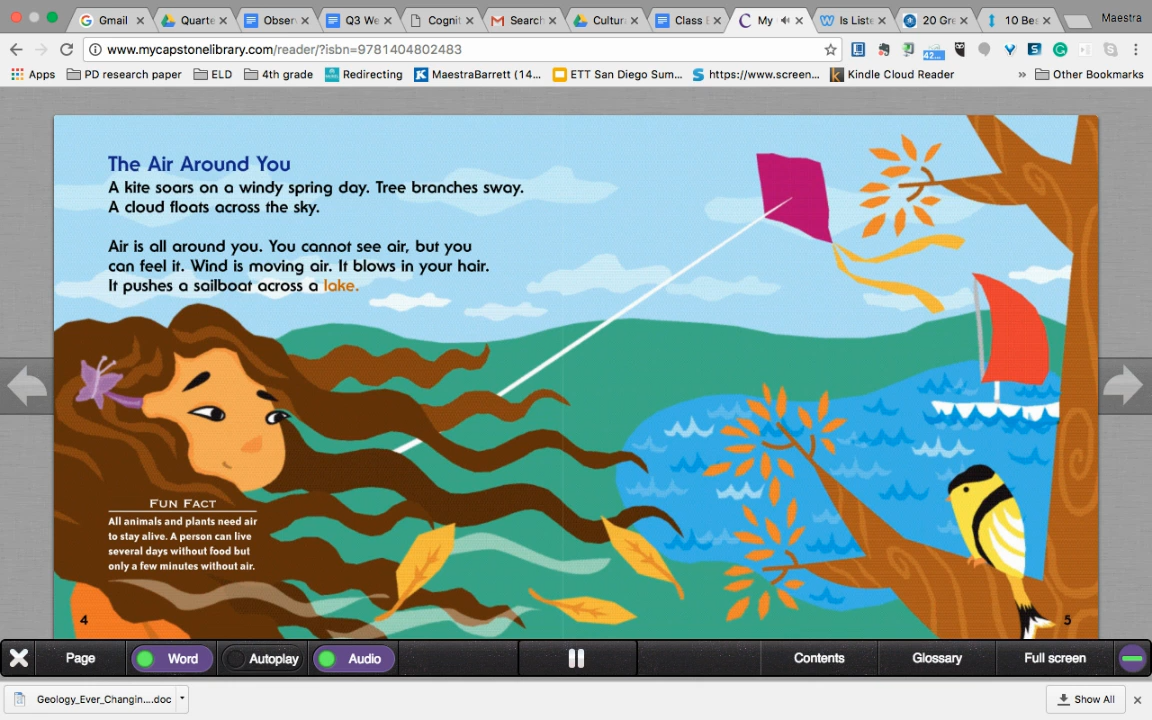 Gmail
Quarte
Observ
Q3 We
Cognit
Search
Cultura
Class E
My
Is Liste
20 Gre
10 Bes
Maestra
www.mycapstonelibrary.com/reader/?isbn=9781404802483
42...
Apps
PD research paper
ELD
4th grade
Redirecting
MaestraBarrett (14...
ETT San Diego Sum...
https://www.screen...
Kindle Cloud Reader
»
Other Bookmarks
The Air Around You
A kite soars on a windy spring day. Tree branches sway.
A cloud floats across the sky.
Air is all around you. You cannot see air, but you
can feel it. Wind is moving air. It blows in your hair.
It pushes a sailboat across a lake.
Fun Fact
All animals and plants need air
to stay alive. A person can live
several days without food but
only a few minutes without air.
4
5
Page
Word
Autoplay
Audio
Contents
Glossary
Full screen
Geology_Ever_Changin....doc
Show All